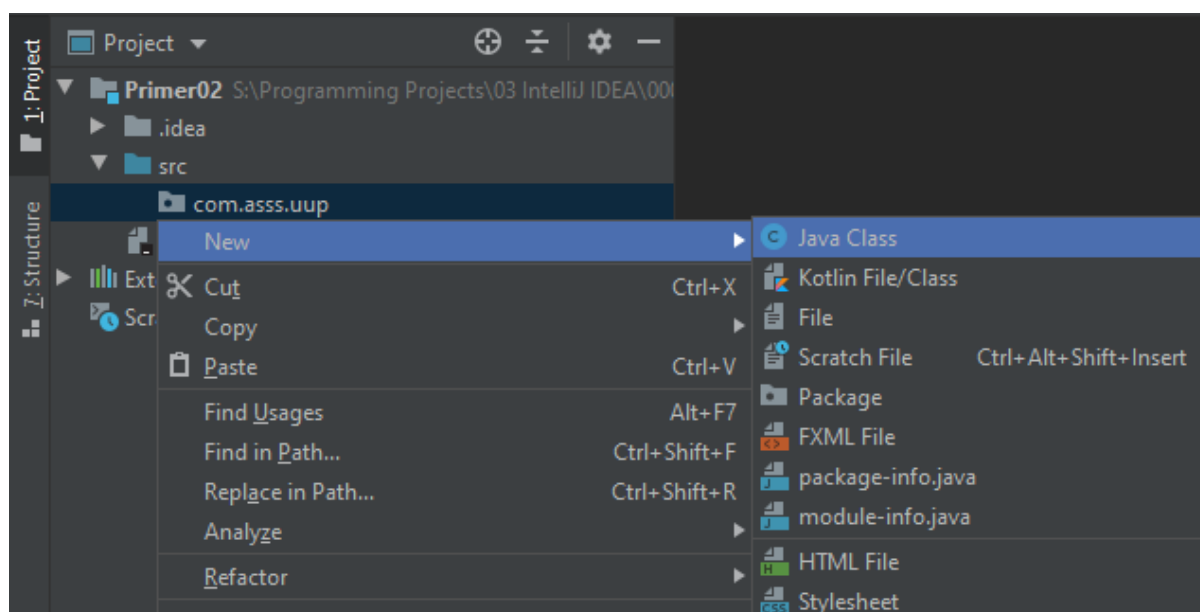 1: Project
7: Structure
Project
Primer02 S:\Programming Projects\03 IntelliJ IDEA\00
.idea
src
com.asss.uup
Ext
Scr
New
Cut Ctrl+X
Copy
Paste Ctrl+V
Find Usages Alt+F7
Find in Path... Ctrl+Shift+F
Replace in Path... Ctrl+Shift+R
Analyze
Refactor
Java Class
Kotlin File/Class
File
Scratch File Ctrl+Alt+Shift+Insert
Package
FXML File
package-info.java
module-info.java
HTML File
Stylesheet